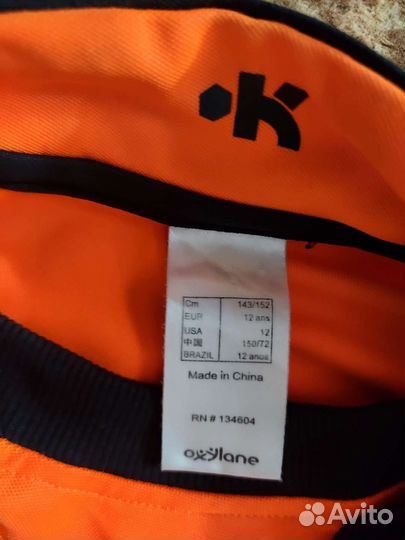 Cm 143/152
EUR 12 ans
USA 12
中国 150/72
BRAZIL 12 anos
Made in China
RN # 134604
oxylane
Avito